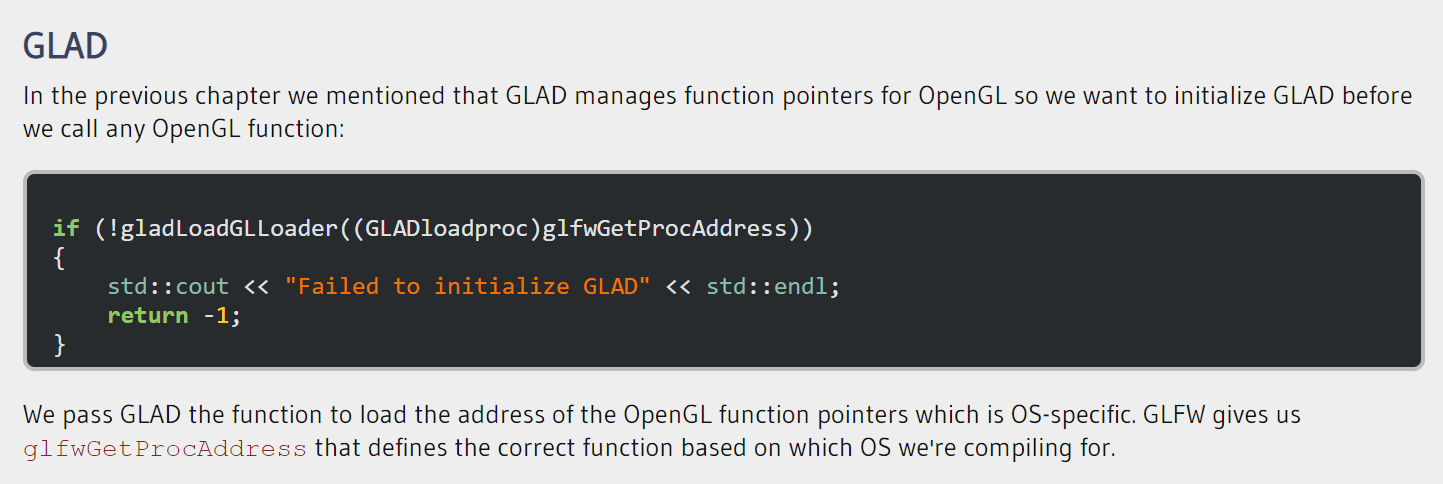 GLAD
In the previous chapter we mentioned that GLAD manages function pointers for OpenGL so we want to initialize GLAD before
we call any OpenGL function:
if (!gladLoadGLLoader((GLADloadproc)glfwGetProcAddress))
{
    std::cout << "Failed to initialize GLAD" << std::endl;
    return -1;
}
We pass GLAD the function to load the address of the OpenGL function pointers which is OS-specific. GLFW gives us
glfwGetProcAddress that defines the correct function based on which OS we're compiling for.